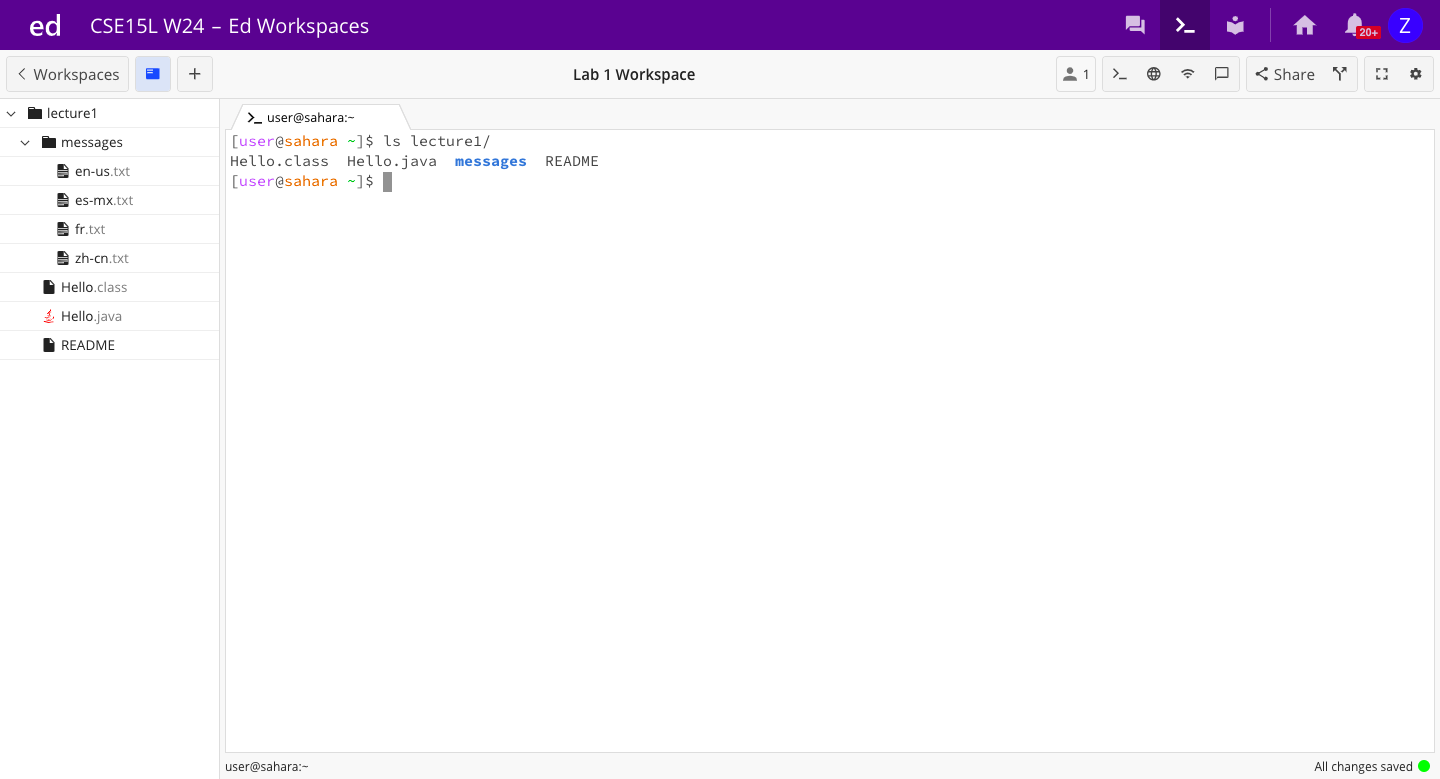 ed CSE15L W24 – Ed Workspaces 20+ Z
Workspaces Lab 1 Workspace 1 Share
lecture1
messages
en-us.txt
es-mx.txt
fr.txt
zh-cn.txt
Hello.class
Hello.java
README
user@sahara:~
[user@sahara ~]$ ls lecture1/
Hello.class  Hello.java  messages  README
[user@sahara ~]$
user@sahara:~ All changes saved